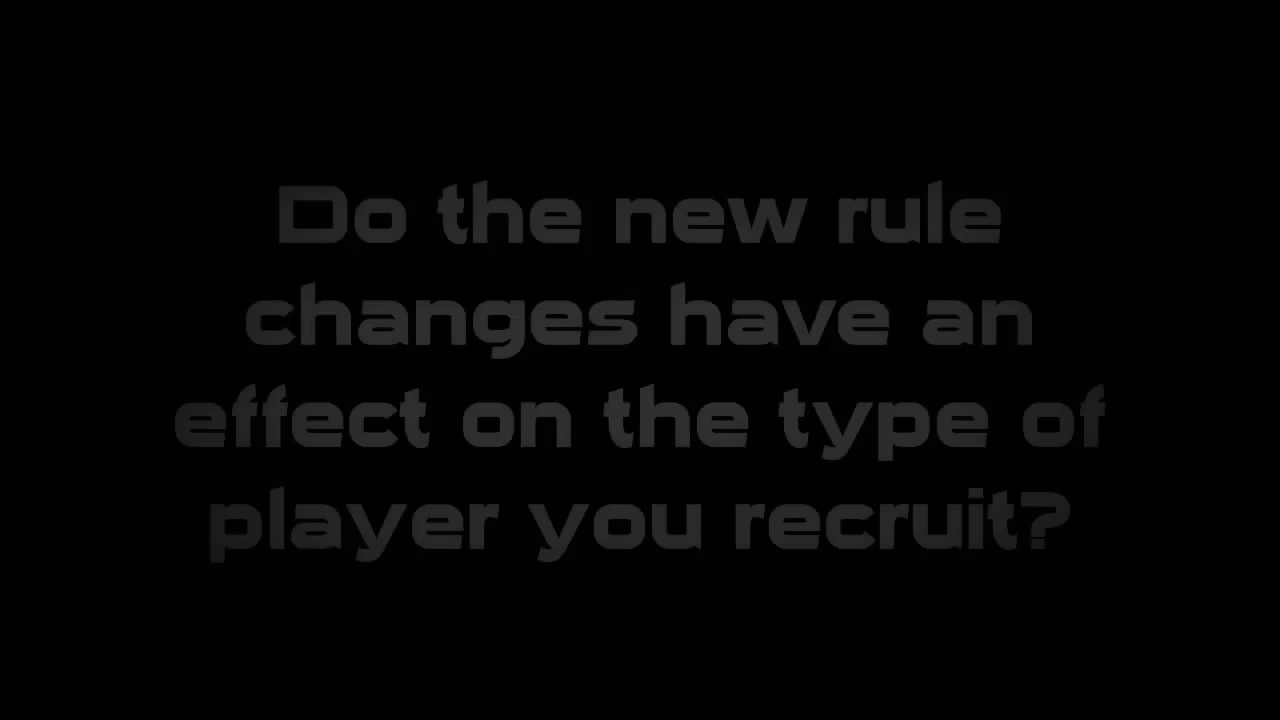 Do the new rule
changes have an
effect on the type of
player you recruit?